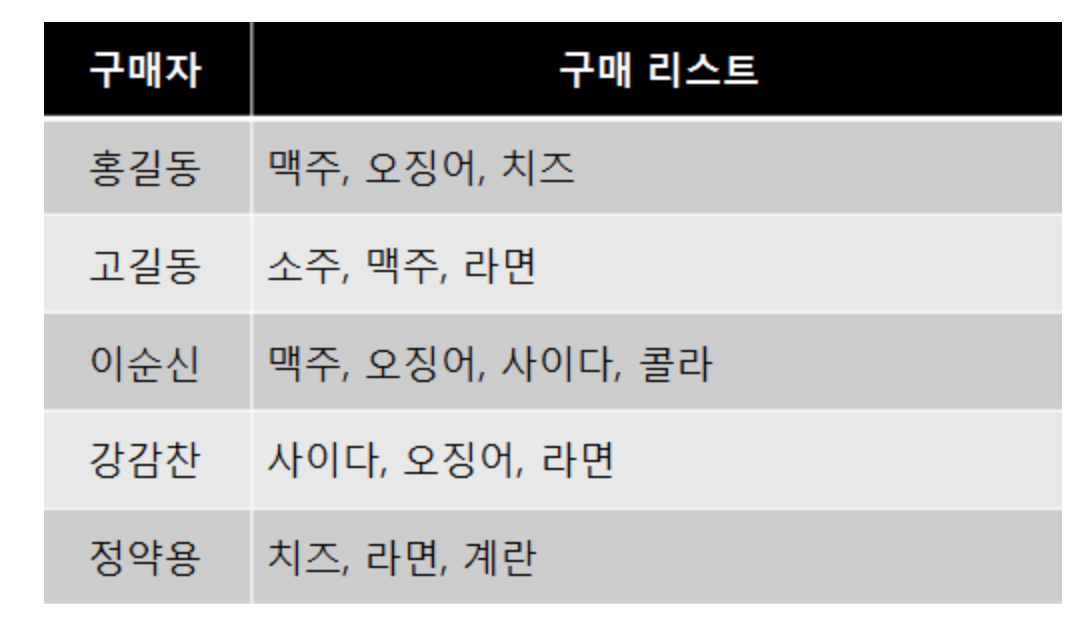 구매자 구매 리스트
홍길동 맥주, 오징어, 치즈
고길동 소주, 맥주, 라면
이순신 맥주, 오징어, 사이다, 콜라
강감찬 사이다, 오징어, 라면
정약용 치즈, 라면, 계란